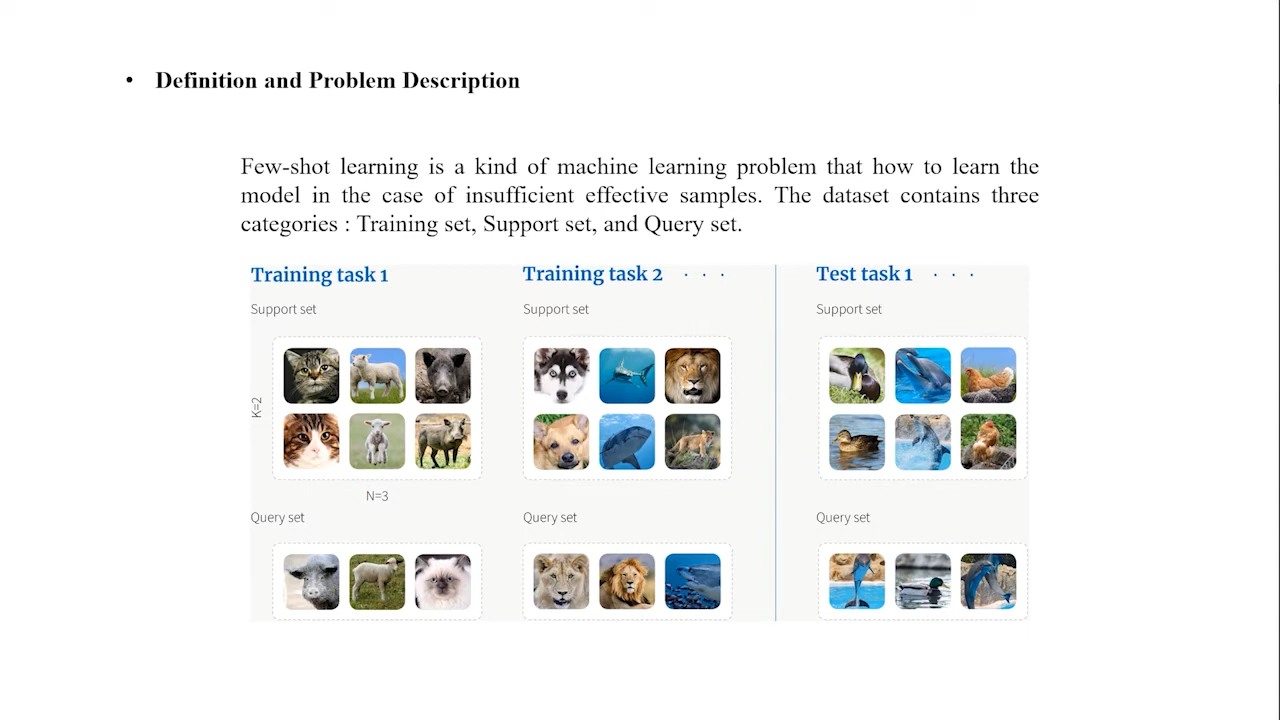 • Definition and Problem Description
Few-shot learning is a kind of machine learning problem that how to learn the
model in the case of insufficient effective samples. The dataset contains three
categories : Training set, Support set, and Query set.
Training task 1
Training task 2 . . .
Test task 1 . . .
Support set
Support set
Support set
K=2
N=3
Query set
Query set
Query set